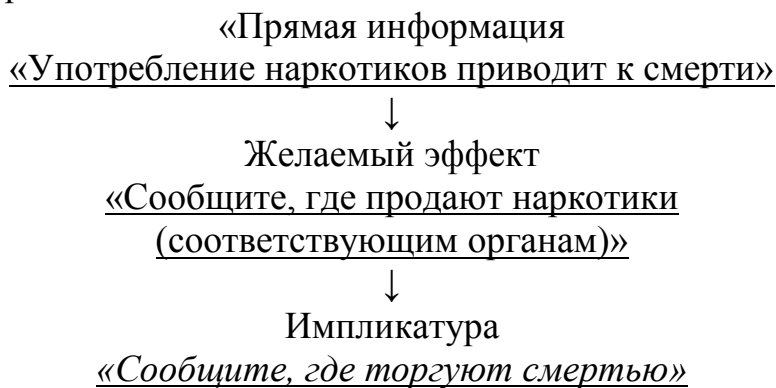 «Прямая информация
«Употребление наркотиков приводит к смерти»
↓
Желаемый эффект
«Сообщите, где продают наркотики
(соответствующим органам)»
↓
Импликатура
«Сообщите, где торгуют смертью»